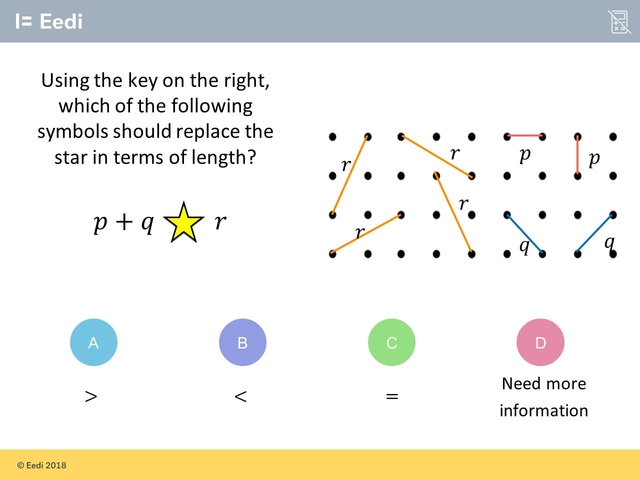 I= Eedi
Using the key on the right,
which of the following
symbols should replace the
star in terms of length?
p + q r
r r p p
r
r q q
A B C D
> < = Need more
information
© Eedi 2018